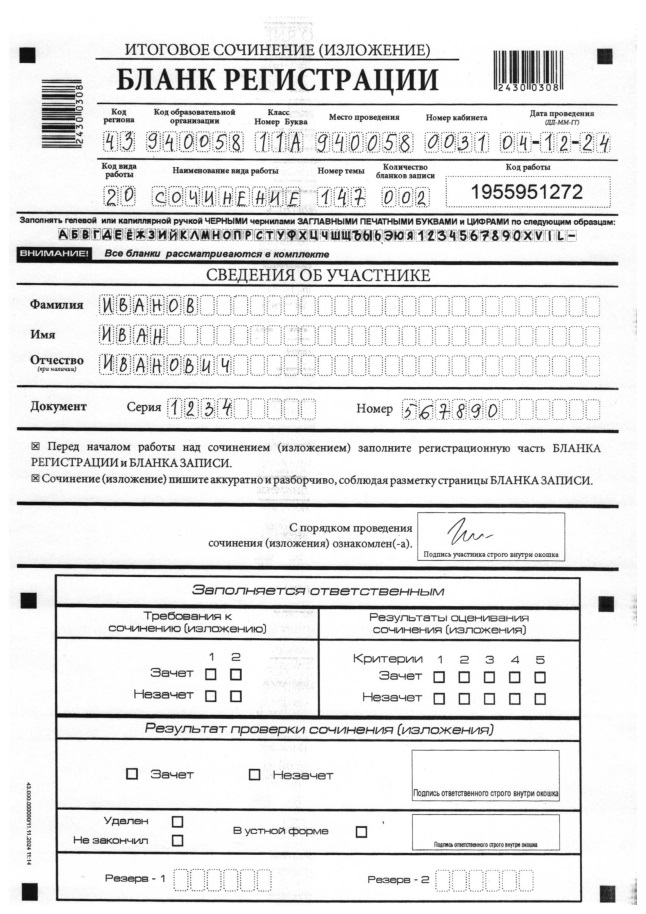 ИТОГОВОЕ СОЧИНЕНИЕ (ИЗЛОЖЕНИЕ)
БЛАНК РЕГИСТРАЦИИ
24300308
24300308
Код региона Код образовательной организации Класс Номер Буква Место проведения Номер кабинета Дата проведения (ДД-ММ-ГГ)
43 940058 11А 940058 0031 04-12-24
Код вида работы Наименование вида работы Номер темы Количество бланков записи Код работы
20 СОЧИНЕНИЕ 147 002 1955951272
Заполнять гелевой или капиллярной ручкой ЧЕРНЫМИ чернилами ЗАГЛАВНЫМИ ПЕЧАТНЫМИ БУКВАМИ и ЦИФРАМИ по следующим образцам:
АБВГДЕЁЖЗИЙКЛМНОПРСТУФХЦЧШЩЪЫЬЭЮЯ1234567890XVIL-
ВНИМАНИЕ! Все бланки рассматриваются в комплекте
СВЕДЕНИЯ ОБ УЧАСТНИКЕ
Фамилия ИВАНОВ
Имя ИВАН
Отчество ИВАНОВИЧ
(при наличии)
Документ Серия 1234 Номер 567890
☒ Перед началом работы над сочинением (изложением) заполните регистрационную часть БЛАНКА
РЕГИСТРАЦИИ и БЛАНКА ЗАПИСИ.
☒ Сочинение (изложение) пишите аккуратно и разборчиво, соблюдая разметку страницы БЛАНКА ЗАПИСИ.
С порядком проведения
сочинения (изложения) ознакомлен(-а).
Подпись участника строго внутри окошка
Заполняется ответственным
Требования к сочинению (изложению) Результаты оценивания сочинения (изложения)
1 2 Критерии 1 2 3 4 5
Зачет Зачет
Незачет Незачет
Результат проверки сочинения (изложения)
Зачет Незачет
Подпись ответственного строго внутри окошка
Удален
Не закончил В устной форме
Подпись ответственного строго внутри окошка
Резерв - 1 Резерв - 2